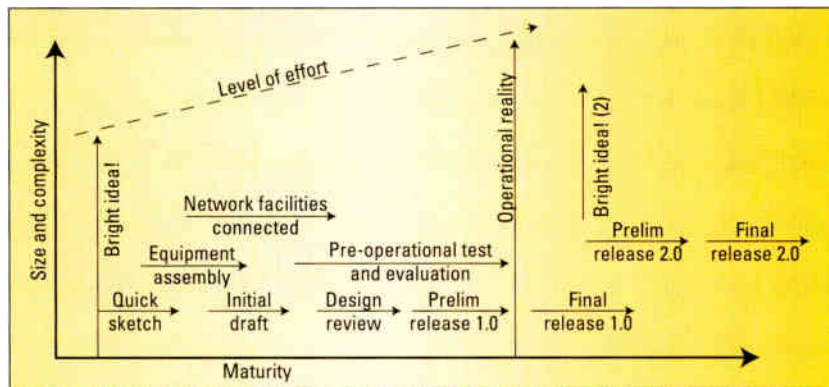 Level of effort
Size and complexity
Bright idea!
Operational reality
Bright idea! (2)
Network facilities
connected
Equipment
assembly
Pre-operational test
and evaluation
Prelim
release 2.0
Final
release 2.0
Quick
sketch
Initial
draft
Design
review
Prelim
release 1.0
Final
release 1.0
Maturity